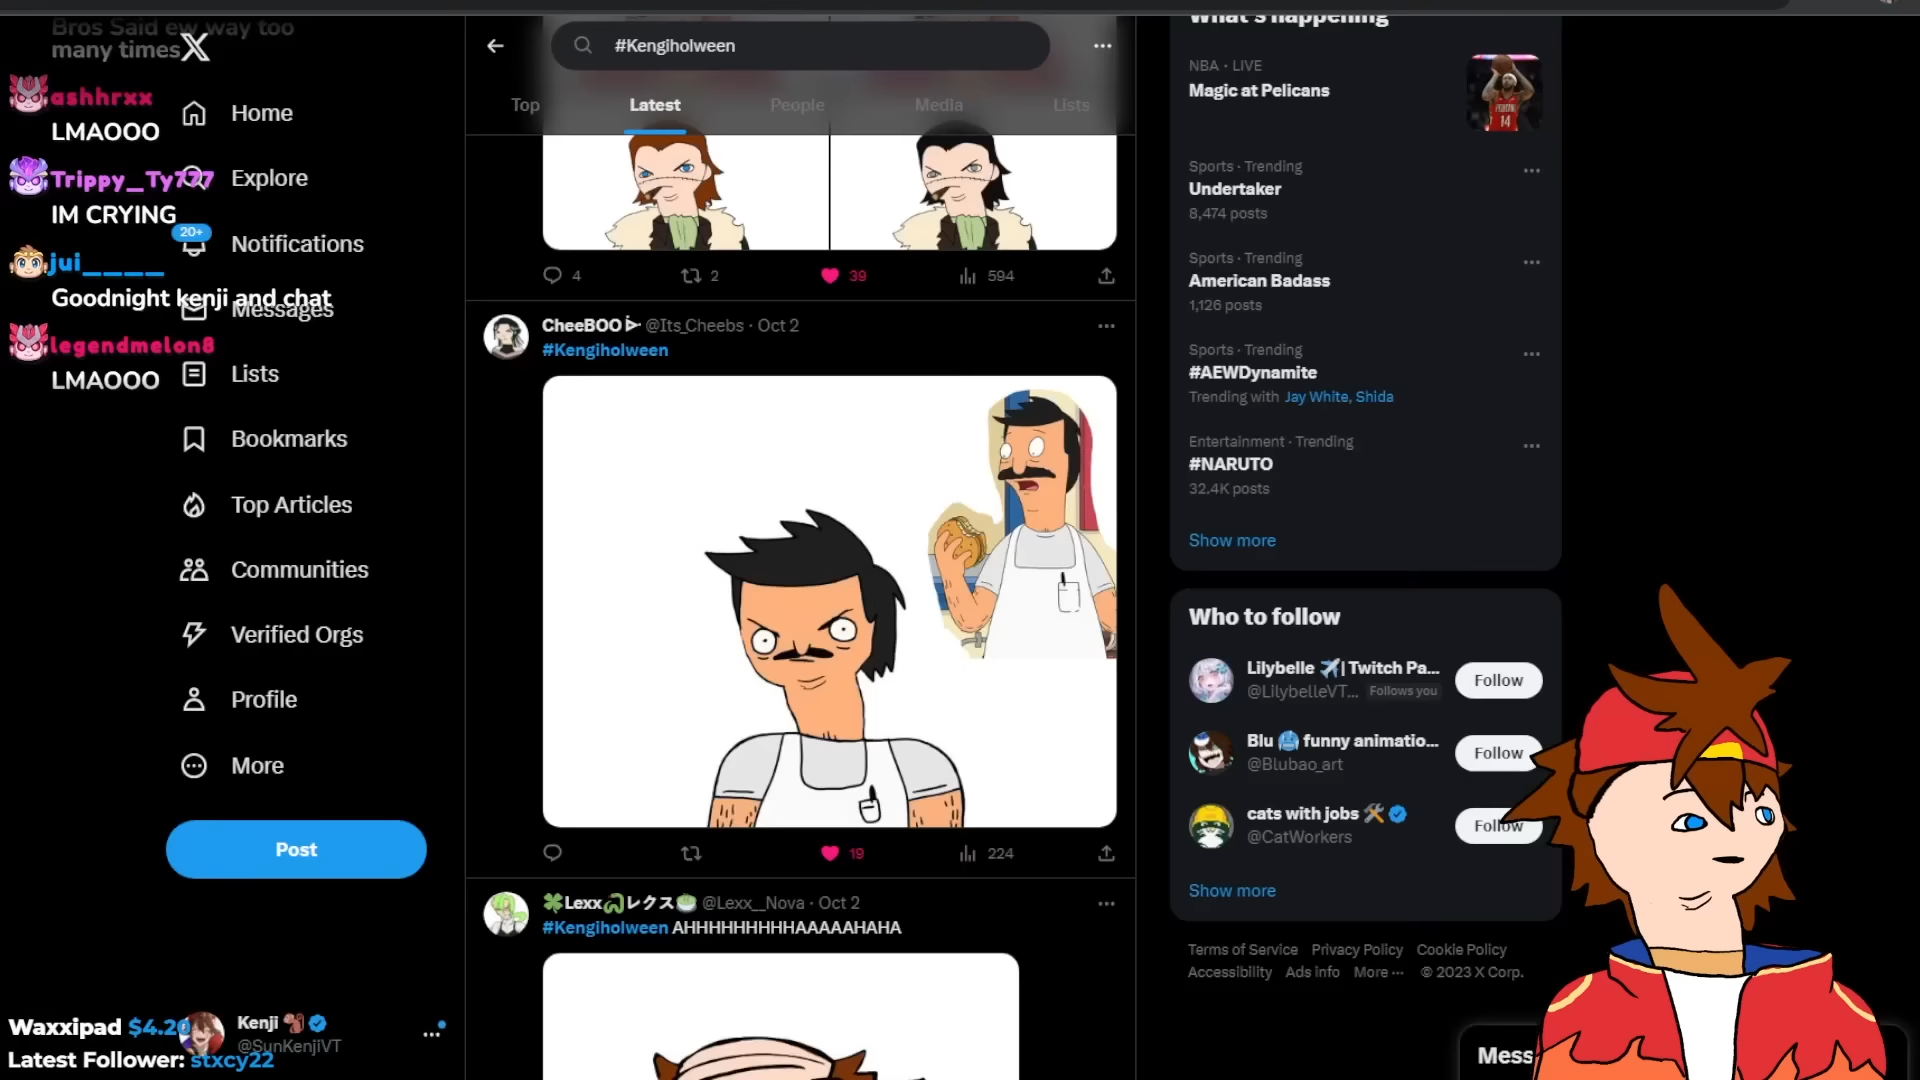 Bros Said ew way too
many times
ashhrxx
LMAOOO
Trippy_Ty777
IM CRYING
jui____
Goodnight kenji and chat
legendmelon8
LMAOOO
Home
Explore
20+
Notifications
Messages
Lists
Bookmarks
Top Articles
Communities
Verified Orgs
Profile
More
Post
Waxxipad $4.20
Latest Follower: stxcy22
Kenji
@SunKenjiVT
#Kengiholween
Top
Latest
People
Media
Lists
4
2
39
594
CheeBOO @Its_Cheebs · Oct 2
#Kengiholween
19
224
Lexx レクス @Lexx__Nova · Oct 2
#Kengiholween AHHHHHHHHHAAAAAHAHA
What's happening
NBA · LIVE
Magic at Pelicans
14
Sports · Trending
Undertaker
8,474 posts
Sports · Trending
American Badass
1,126 posts
Sports · Trending
#AEWDynamite
Trending with Jay White, Shida
Entertainment · Trending
#NARUTO
32.4K posts
Show more
Who to follow
Lilybelle | Twitch Pa...
@LilybelleVT... Follows you
Follow
Blu funny animatio...
@Blubao_art
Follow
cats with jobs
@CatWorkers
Follow
Show more
Terms of Service Privacy Policy Cookie Policy
Accessibility Ads info More ··· © 2023 X Corp.
Mess